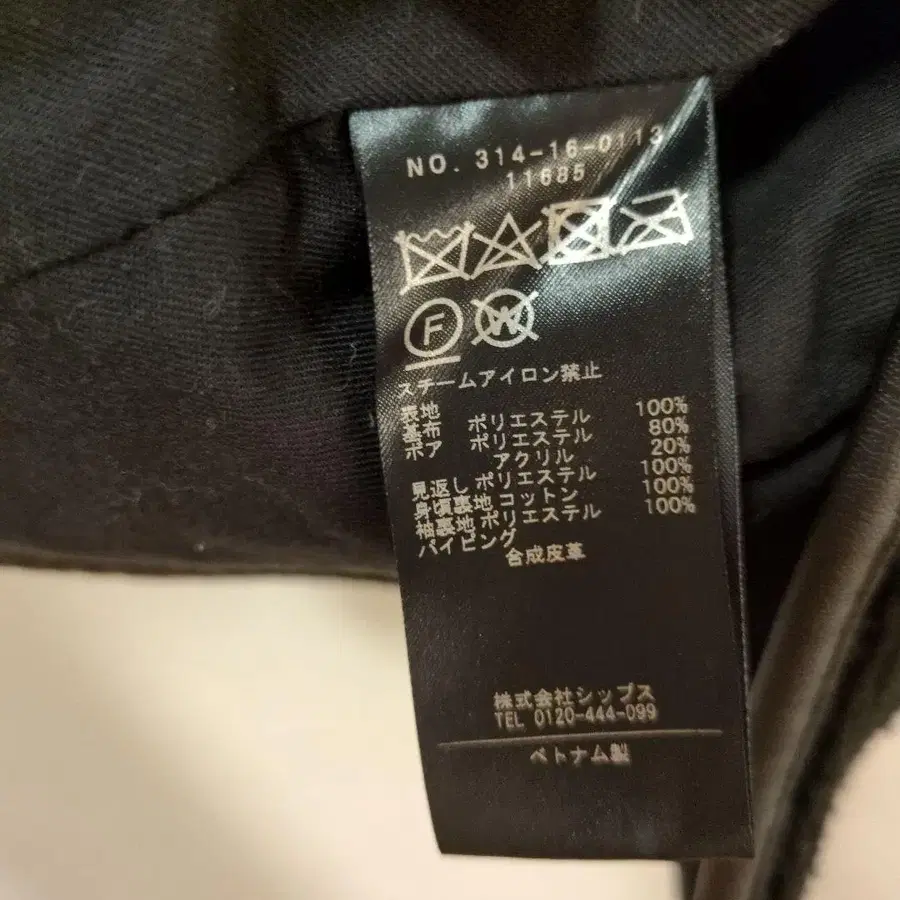 NO. 314-16-0113
11685
F W
スチームアイロン禁止
表地
基布 ポリエステル 100%
ボア ポリエステル 80%
アクリル 20%
見返し ポリエステル 100%
身頃裏地 コットン 100%
袖裏地 ポリエステル 100%
パイピング
合成皮革
株式会社シップス
TEL 0120-444-099
ベトナム製